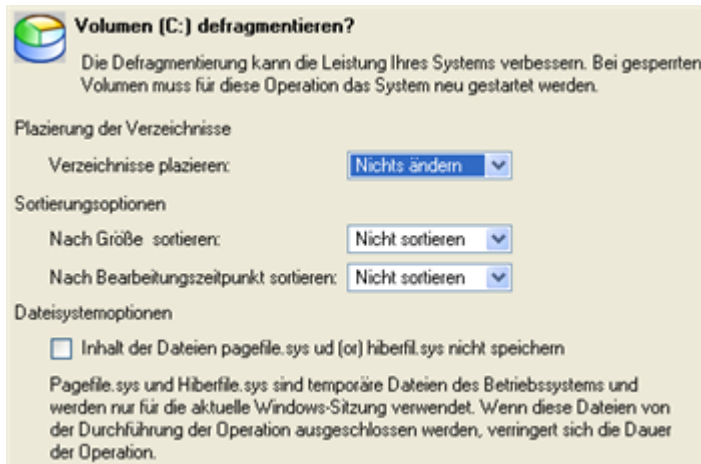 Volumen (C:) defragmentieren?
Die Defragmentierung kann die Leistung Ihres Systems verbessern. Bei gesperrten
Volumen muss für diese Operation das System neu gestartet werden.
Plazierung der Verzeichnisse
Verzeichnisse plazieren: Nichts ändern
Sortierungsoptionen
Nach Größe sortieren: Nicht sortieren
Nach Bearbeitungszeitpunkt sortieren: Nicht sortieren
Dateisystemoptionen
Inhalt der Dateien pagefile.sys ud (or) hiberfil.sys nicht speichern
Pagefile.sys und Hiberfile.sys sind temporäre Dateien des Betriebssystems und
werden nur für die aktuelle Windows-Sitzung verwendet. Wenn diese Dateien von
der Durchführung der Operation ausgeschlossen werden, verringert sich die Dauer
der Operation.